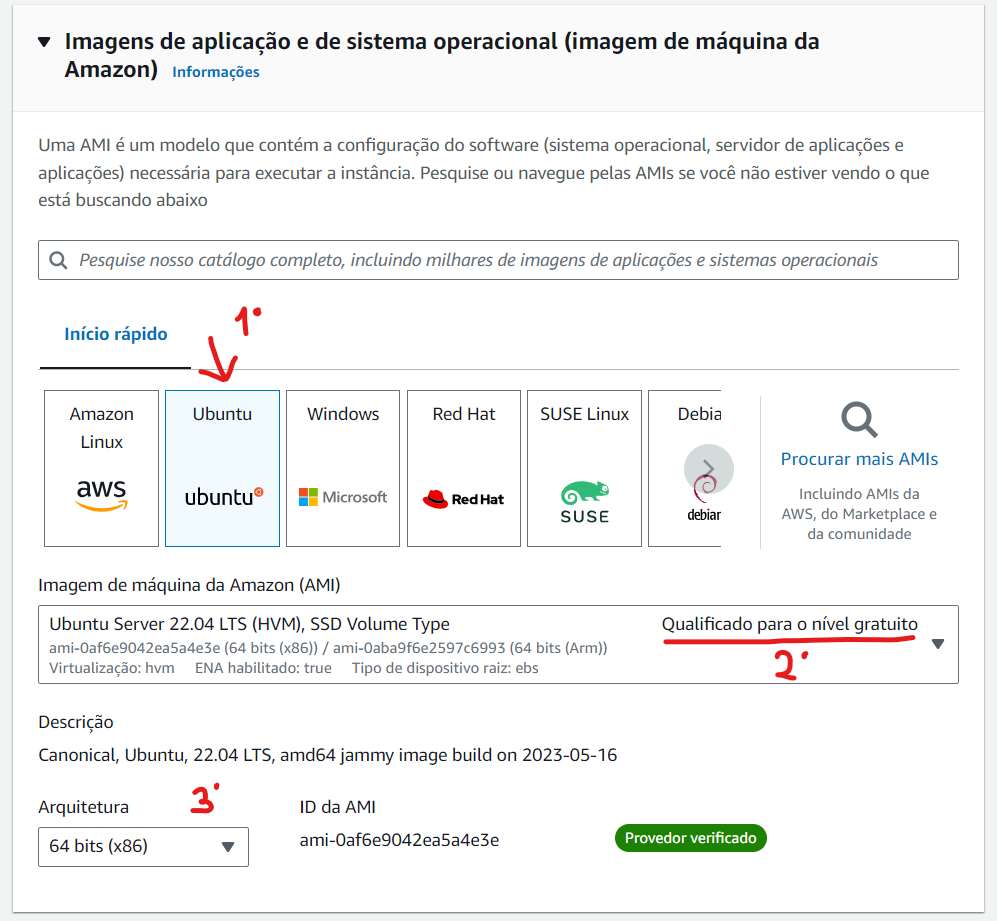 Imagens de aplicação e de sistema operacional (imagem de máquina da
Amazon) Informações
Uma AMI é um modelo que contém a configuração do software (sistema operacional, servidor de aplicações e
aplicações) necessária para executar a instância. Pesquise ou navegue pelas AMIs se você não estiver vendo o que
está buscando abaixo
Pesquise nosso catálogo completo, incluindo milhares de imagens de aplicações e sistemas operacionais
1º
Início rápido
Amazon
Linux
aws
Ubuntu
ubuntu
Windows
Microsoft
Red Hat
Red Hat
SUSE Linux
SUSE
Debia
debian
Procurar mais AMIs
Incluindo AMIs da
AWS, do Marketplace e
da comunidade
Imagem de máquina da Amazon (AMI)
Ubuntu Server 22.04 LTS (HVM), SSD Volume Type Qualificado para o nível gratuito
ami-0af6e9042ea5a4e3e (64 bits (x86)) / ami-0aba9f6e2597c6993 (64 bits (Arm))
Virtualização: hvm ENA habilitado: true Tipo de dispositivo raiz: ebs
2º
Descrição
Canonical, Ubuntu, 22.04 LTS, amd64 jammy image build on 2023-05-16
Arquitetura 3º ID da AMI
64 bits (x86) ami-0af6e9042ea5a4e3e Provedor verificado